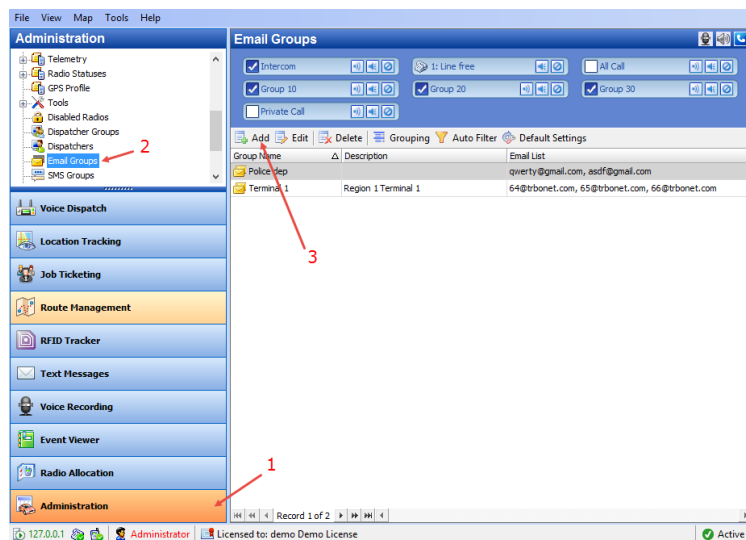 File View Map Tools Help
Administration
Email Groups
Telemetry
Radio Statuses
GPS Profile
Tools
Disabled Radios
Dispatcher Groups
Dispatchers
Email Groups
SMS Groups
2
Intercom
1: Line free
All Call
Group 10
Group 20
Group 30
Private Call
Add Edit Delete Grouping Auto Filter Default Settings
Group Name Description Email List
Police dep qwerty@gmail.com, asdf@gmail.com
Terminal 1 Region 1 Terminal 1 64@trbonet.com, 65@trbonet.com, 66@trbonet.com
3
Voice Dispatch
Location Tracking
Job Ticketing
Route Management
RFID Tracker
Text Messages
Voice Recording
Event Viewer
Radio Allocation
Administration
1
Record 1 of 2
127.0.0.1 Administrator Licensed to: demo Demo License Active